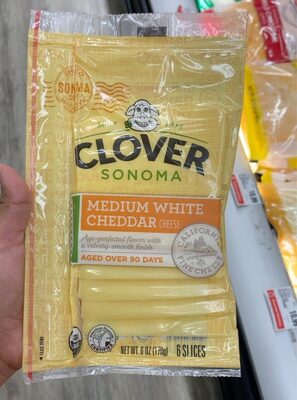 SONOMA
CLOVER
SONOMA
MEDIUM WHITE
CHEDDAR CHEESE
Age-perfected flavor with
a velvety-smooth finish
AGED OVER 90 DAYS
CALIFORNIA
FINE CHEESE
NET WT. 6 OZ (170g) 6 SLICES